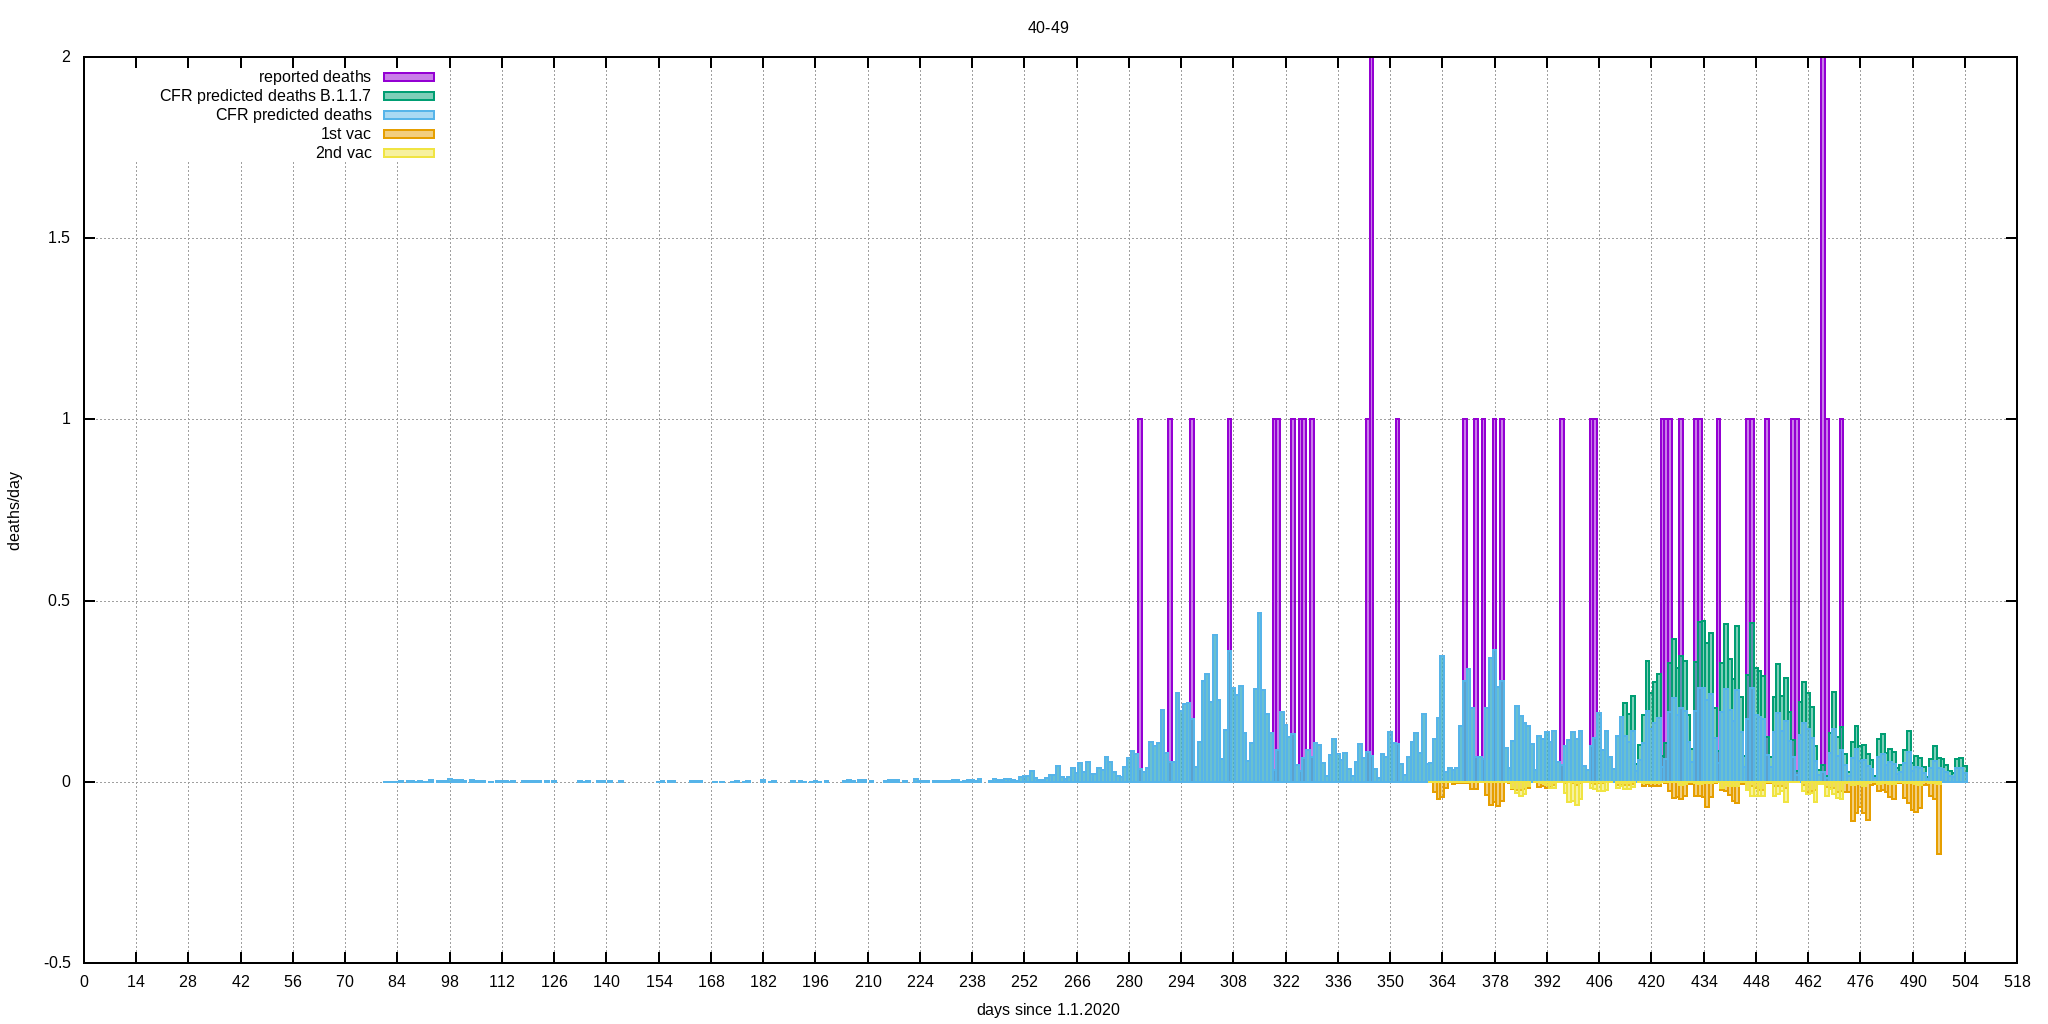 40-49
2
reported deaths
CFR predicted deaths B.1.1.7
CFR predicted deaths
1st vac
2nd vac
1.5
1
deaths/day
0.5
0
-0.5
0 14 28 42 56 70 84 98 112 126 140 154 168 182 196 210 224 238 252 266 280 294 308 322 336 350 364 378 392 406 420 434 448 462 476 490 504 518
days since 1.1.2020